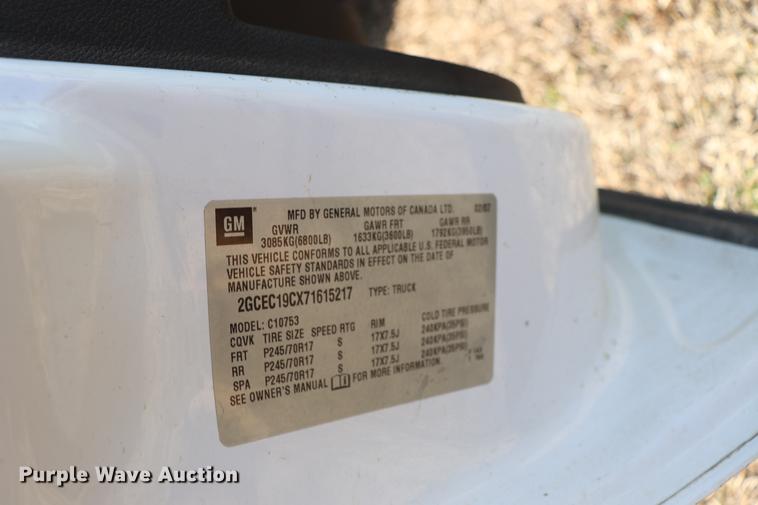 GM ®
MFD BY GENERAL MOTORS OF CANADA LTD.
GVWR GAWR FRT GAWR RR
3085KG(6800LB) 1633KG(3600LB) 1792KG(3950LB)
THIS VEHICLE CONFORMS TO ALL APPLICABLE U.S. FEDERAL MOTOR
VEHICLE SAFETY STANDARDS IN EFFECT ON THE DATE OF
MANUFACTURE SHOWN ABOVE.
2GCEC19CX71615217 TYPE: TRUCK
MODEL: C10753
CQVK TIRE SIZE SPEED RTG RIM COLD TIRE PRESSURE
FRT P245/70R17 S 17X7.5J 240KPA(35PSI)
RR P245/70R17 S 17X7.5J 240KPA(35PSI)
SPA P245/70R17 S 17X7.5J 240KPA(35PSI)
SEE OWNER'S MANUAL FOR MORE INFORMATION.
Purple Wave Auction